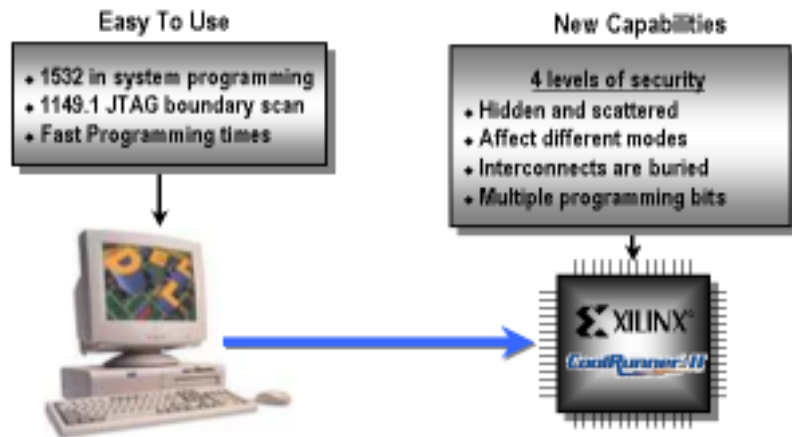 Easy To Use
◆ 1532 in system programming
◆ 1149.1 JTAG boundary scan
◆ Fast Programming times
New Capabilities
4 levels of security
◆ Hidden and scattered
◆ Affect different modes
◆ Interconnects are buried
◆ Multiple programming bits
DELL
XILINX®
CoolRunner-II